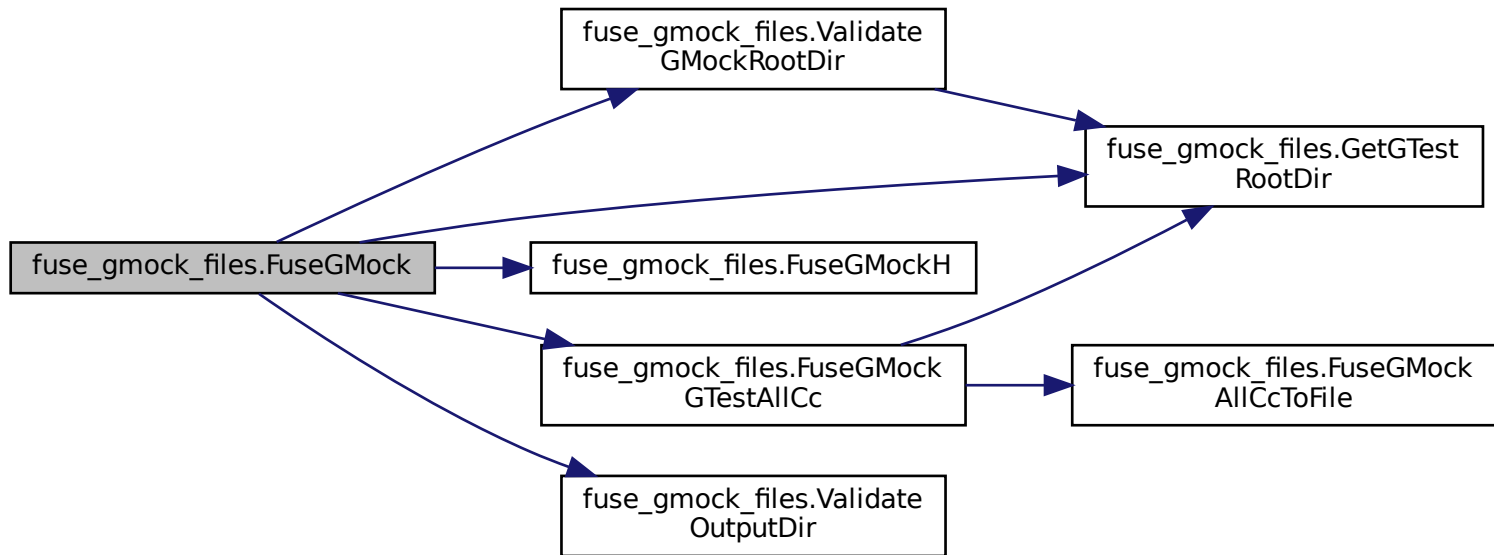 fuse_gmock_files.Validate
GMockRootDir
fuse_gmock_files.GetGTest
RootDir
fuse_gmock_files.FuseGMock
fuse_gmock_files.FuseGMockH
fuse_gmock_files.FuseGMock
GTestAllCc
fuse_gmock_files.FuseGMock
AllCcToFile
fuse_gmock_files.Validate
OutputDir